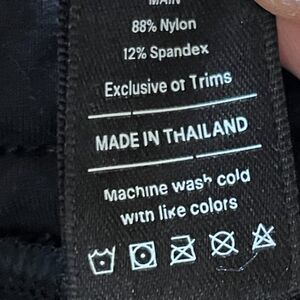 MAIN
88% Nylon
12% Spandex
Exclusive of Trims
MADE IN THAILAND
Machine wash cold
with like colors